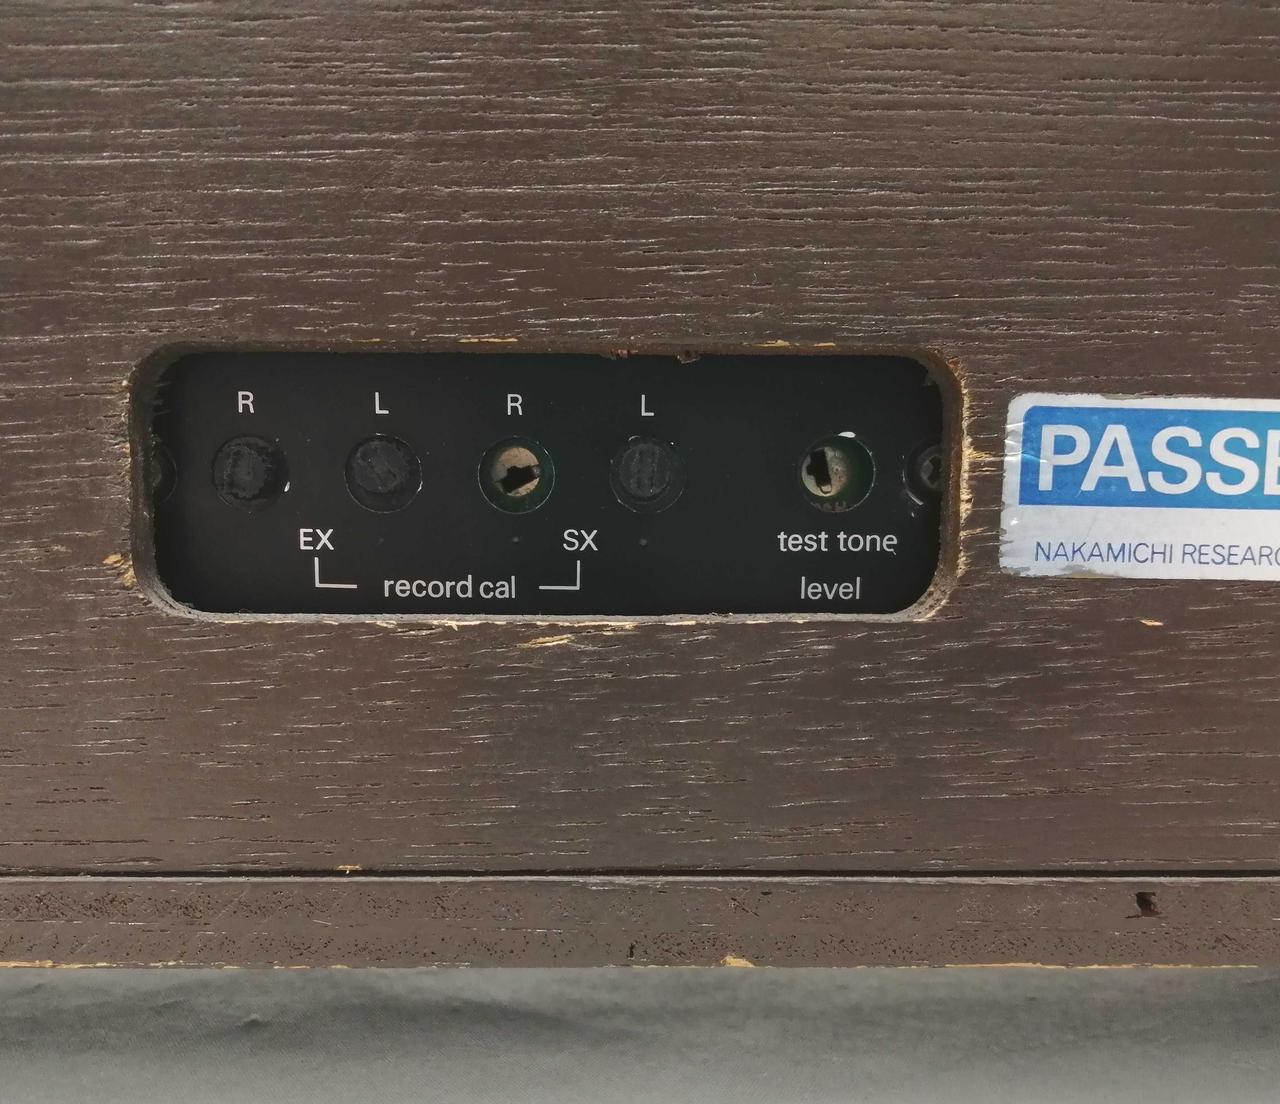 R L R L
EX SX
record cal
test tone
level
PASSE
NAKAMICHI RESEARC